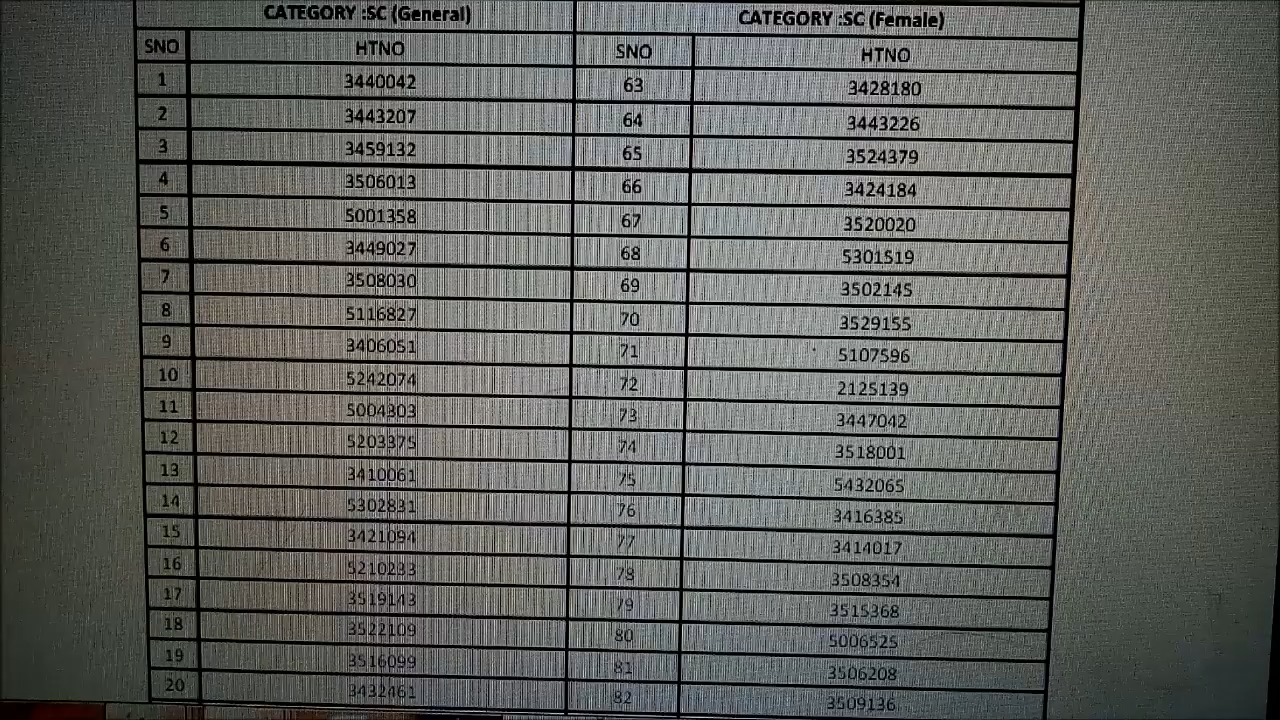 CATEGORY :SC (General) CATEGORY :SC (Female)
SNO HTNO SNO HTNO
1 3440042 63 3428180
2 3443207 64 3443226
3 3459132 65 3524379
4 3506013 66 3424184
5 5001358 67 3520020
6 3449027 68 5301519
7 3508030 69 3502145
8 5116827 70 3529155
9 3406051 71 5107596
10 5242074 72 2125139
11 5004303 73 3447042
12 5203375 74 3518001
13 3410061 75 5432065
14 5302831 76 3416385
15 3421094 77 3414017
16 5210233 78 3508354
17 3519143 79 3515368
18 3522109 80 5006525
19 3516099 81 3506208
20 3432461 82 3509136